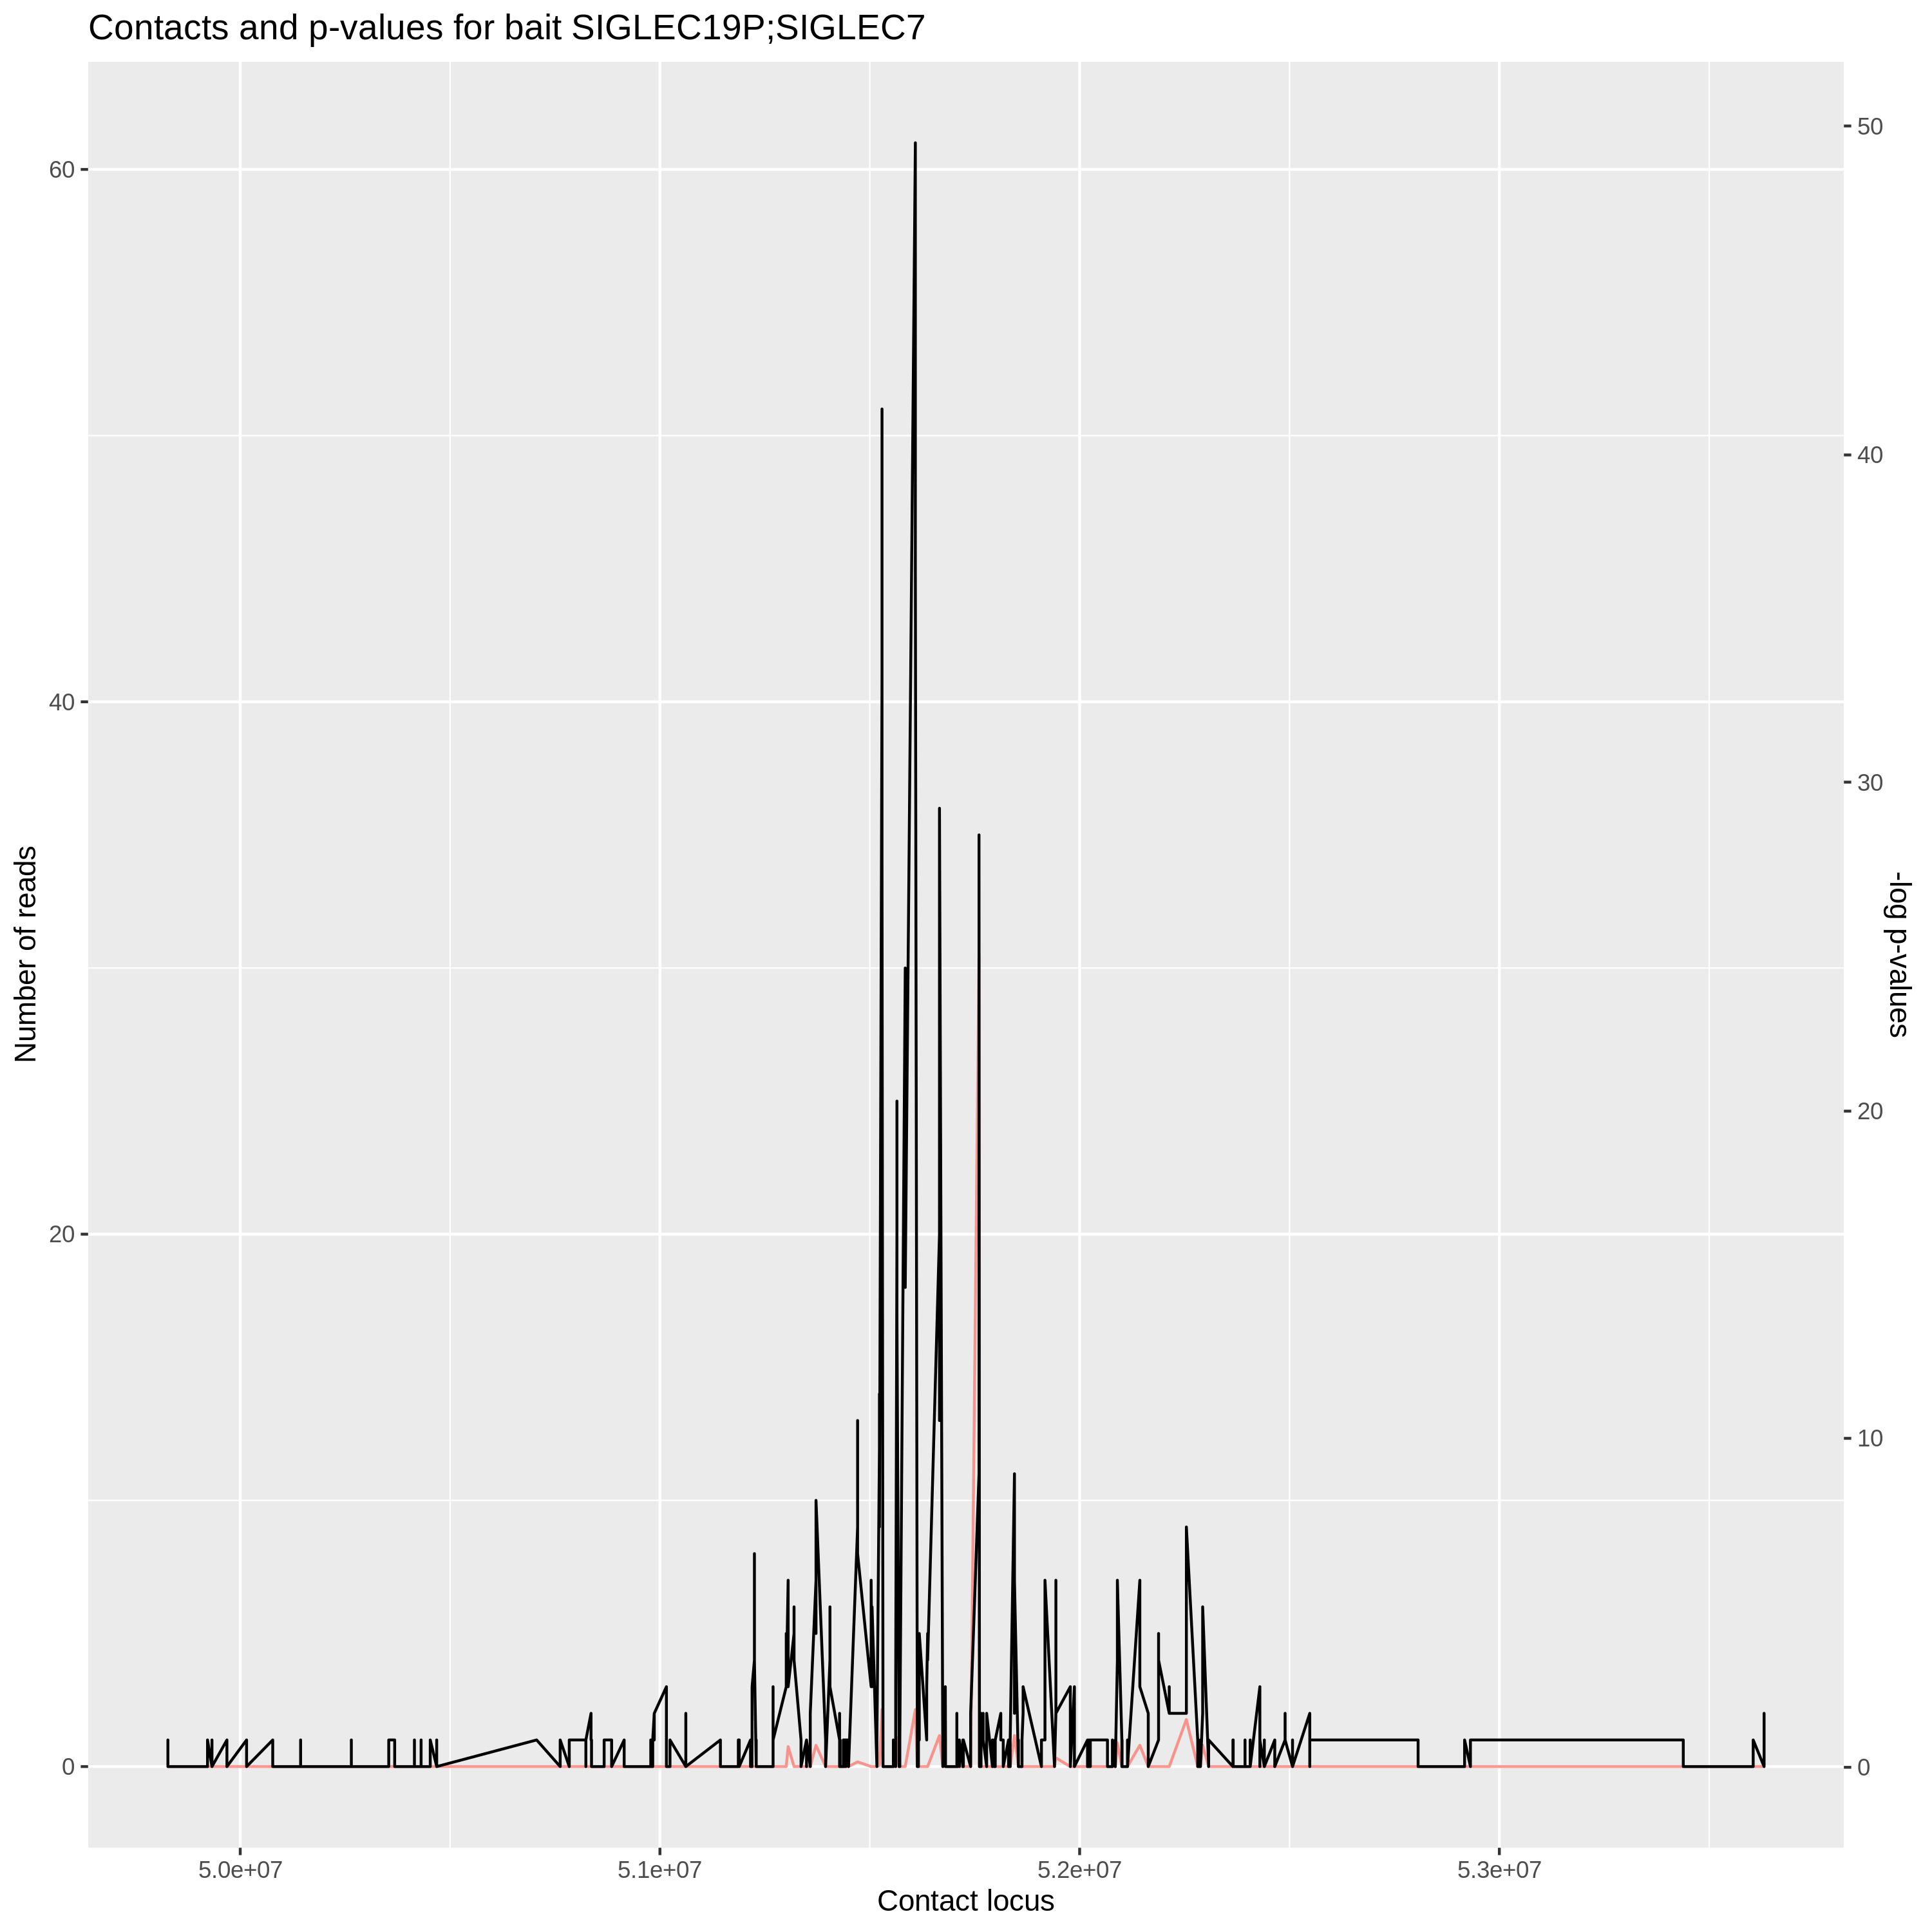 Contacts and p-values for bait SIGLEC19P;SIGLEC7
60
40
20
0
Number of reads
50
40
30
20
10
0
-log p-values
5.0e+07
5.1e+07
5.2e+07
5.3e+07
Contact locus